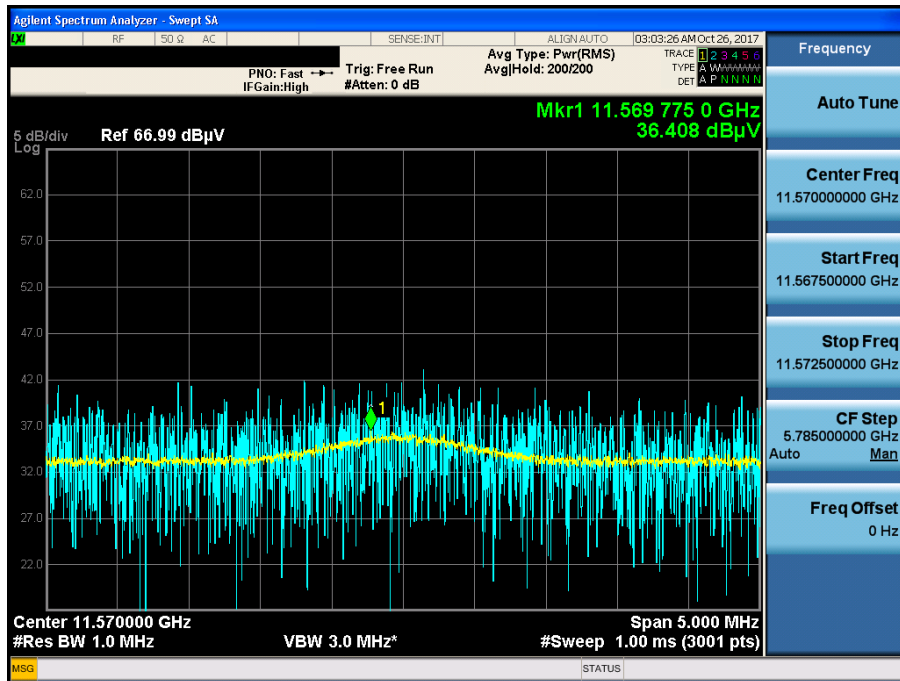 Agilent Spectrum Analyzer - Swept SA
LXI RF 50 Ω AC SENSE:INT ALIGN AUTO 03:03:26 AM Oct 26, 2017
PNO: Fast
IFGain:High
Trig: Free Run
#Atten: 0 dB
Avg Type: Pwr(RMS)
Avg|Hold: 200/200
TRACE 1 2 3 4 5 6
TYPE A W
DET A P N N N N
Mkr1 11.569 775 0 GHz
36.408 dBµV
5 dB/div Ref 66.99 dBµV
Log
62.0
57.0
52.0
47.0
42.0
37.0
32.0
27.0
22.0
1
Center 11.570000 GHz Span 5.000 MHz
#Res BW 1.0 MHz VBW 3.0 MHz* #Sweep 1.00 ms (3001 pts)
MSG STATUS
Frequency
Auto Tune
Center Freq
11.570000000 GHz
Start Freq
11.567500000 GHz
Stop Freq
11.572500000 GHz
CF Step
5.785000000 GHz
Auto Man
Freq Offset
0 Hz